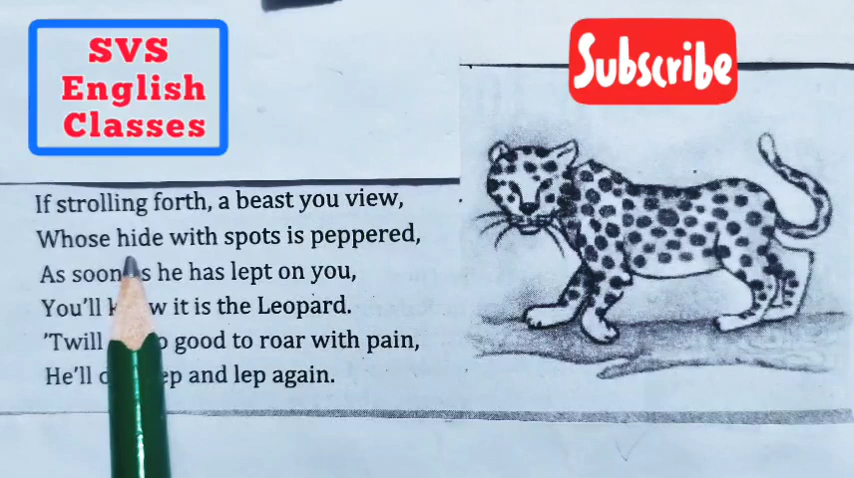 SVS
English
Classes
Subscribe
If strolling forth, a beast you view,
Whose hide with spots is peppered,
As soon s he has lept on you,
You'll k w it is the Leopard.
'Twill good to roar with pain,
He'll and lep again.